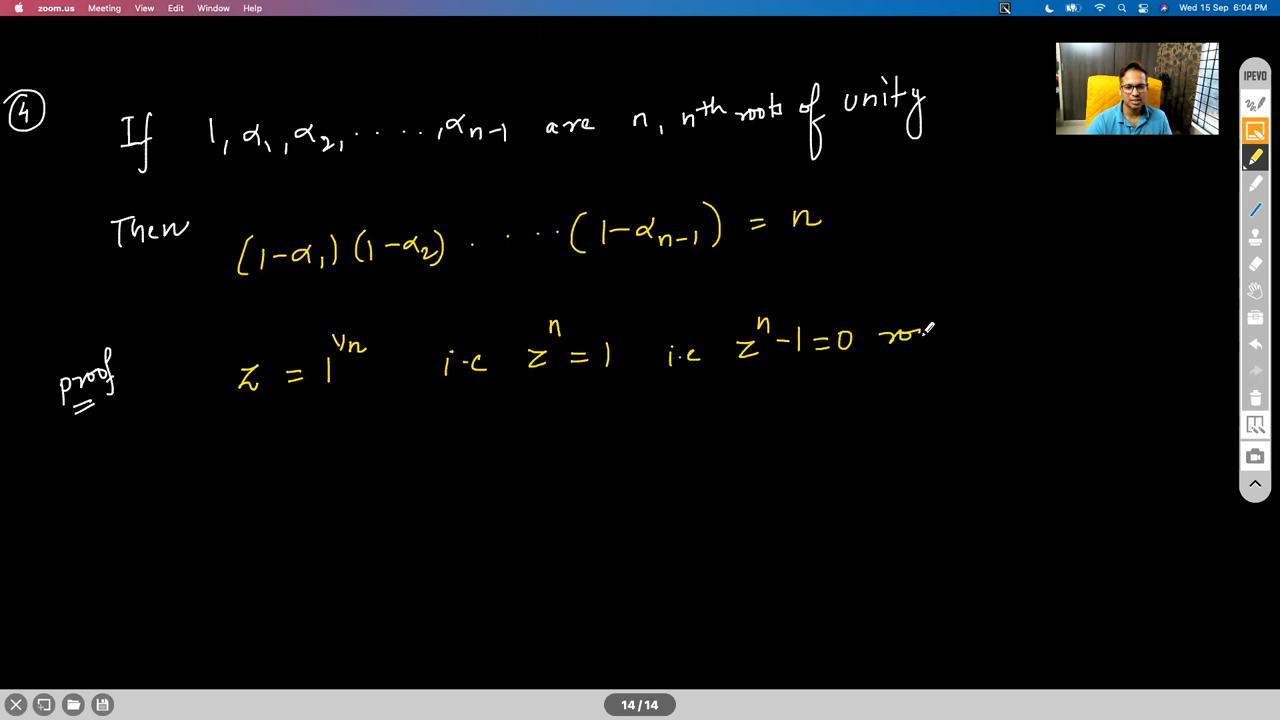 zoom.us Meeting View Edit Window Help Wed 15 Sep 6:04 PM
IPEVO
④ If 1, α₁, α₂, ....., αₙ₋₁ are n, nᵗʰ roots of unity
Then (1-α₁)(1-α₂) . . . . . (1-αₙ₋₁) = n
proof z = 1^{1/n} i.e zⁿ = 1 i.e zⁿ - 1 = 0
14/14